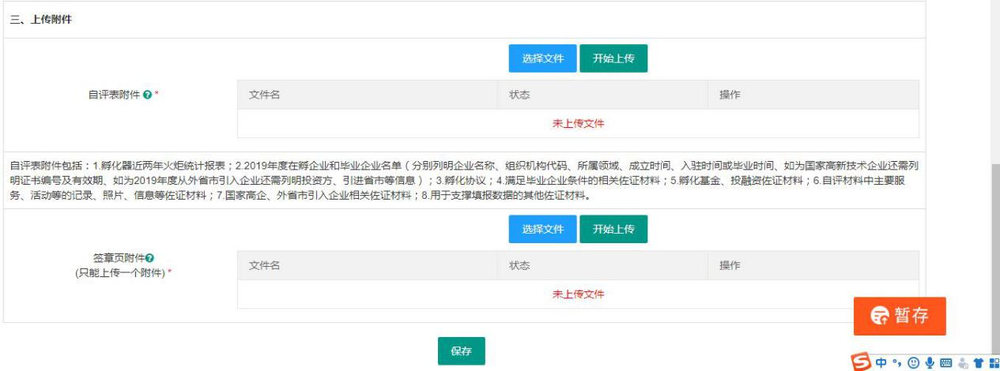 三、上传附件
选择文件 开始上传
自评表附件 *
文件名 状态 操作
未上传文件
自评表附件包括：1.孵化器近两年火炬统计报表；2.2019年度在孵企业和毕业企业名单（分别列明企业名称、组织机构代码、所属领域、成立时间、入驻时间或毕业时间、如为国家高新技术企业还需列
明证书编号及有效期、如为2019年度从外省市引入企业还需列明投资方、引进省市等信息）；3.孵化协议；4.满足毕业企业条件的相关佐证材料；5.孵化基金、投融资佐证材料；6.自评材料中主要服
务、活动等的记录、照片、信息等佐证材料；7.国家高企、外省市引入企业相关佐证材料；8.用于支撑填报数据的其他佐证材料。
选择文件 开始上传
签章页附件
(只能上传一个附件) *
文件名 状态 操作
未上传文件
暂存
保存
中